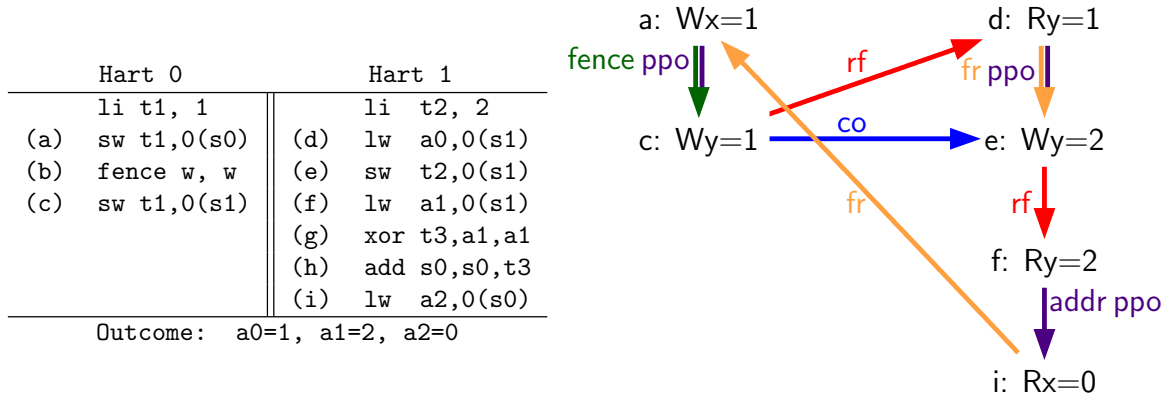 Hart 0 Hart 1
li t1, 1 li t2, 2
(a) sw t1,0(s0) (d) lw a0,0(s1)
(b) fence w, w (e) sw t2,0(s1)
(c) sw t1,0(s1) (f) lw a1,0(s1)
(g) xor t3,a1,a1
(h) add s0,s0,t3
(i) lw a2,0(s0)
Outcome: a0=1, a1=2, a2=0
a: Wx=1 d: Ry=1
fence ppo rf fr ppo
c: Wy=1 co e: Wy=2
fr rf
f: Ry=2
addr ppo
i: Rx=0